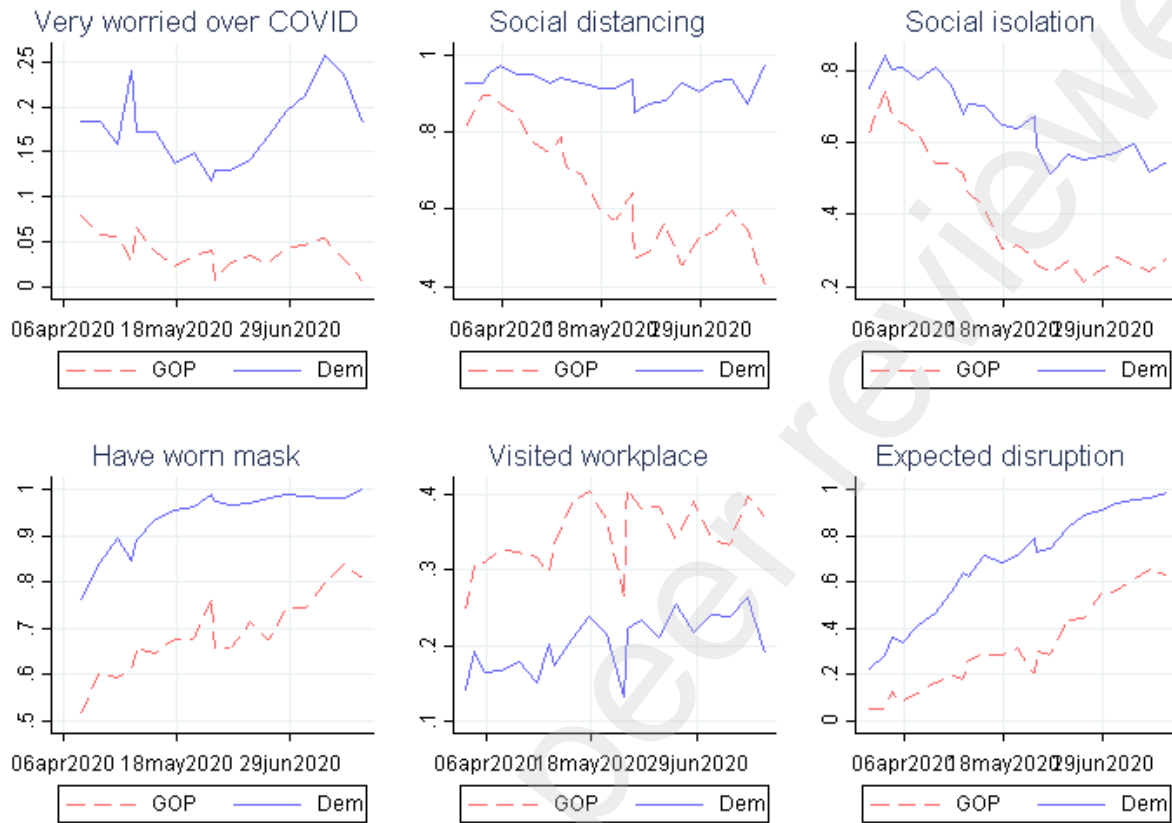 Very worried over COVID
.25
.2
.15
.1
.05
0
06apr2020 18may2020 29jun2020
GOP Dem
Social distancing
1
.8
.6
.4
06apr2020 18may2020 29jun2020
GOP Dem
Social isolation
.8
.6
.4
.2
06apr2020 18may2020 29jun2020
GOP Dem
Have worn mask
1
.9
.8
.7
.6
.5
06apr2020 18may2020 29jun2020
GOP Dem
Visited workplace
.4
.3
.2
.1
06apr2020 18may2020 29jun2020
GOP Dem
Expected disruption
1
.8
.6
.4
.2
0
06apr2020 18may2020 29jun2020
GOP Dem
peer reviewe